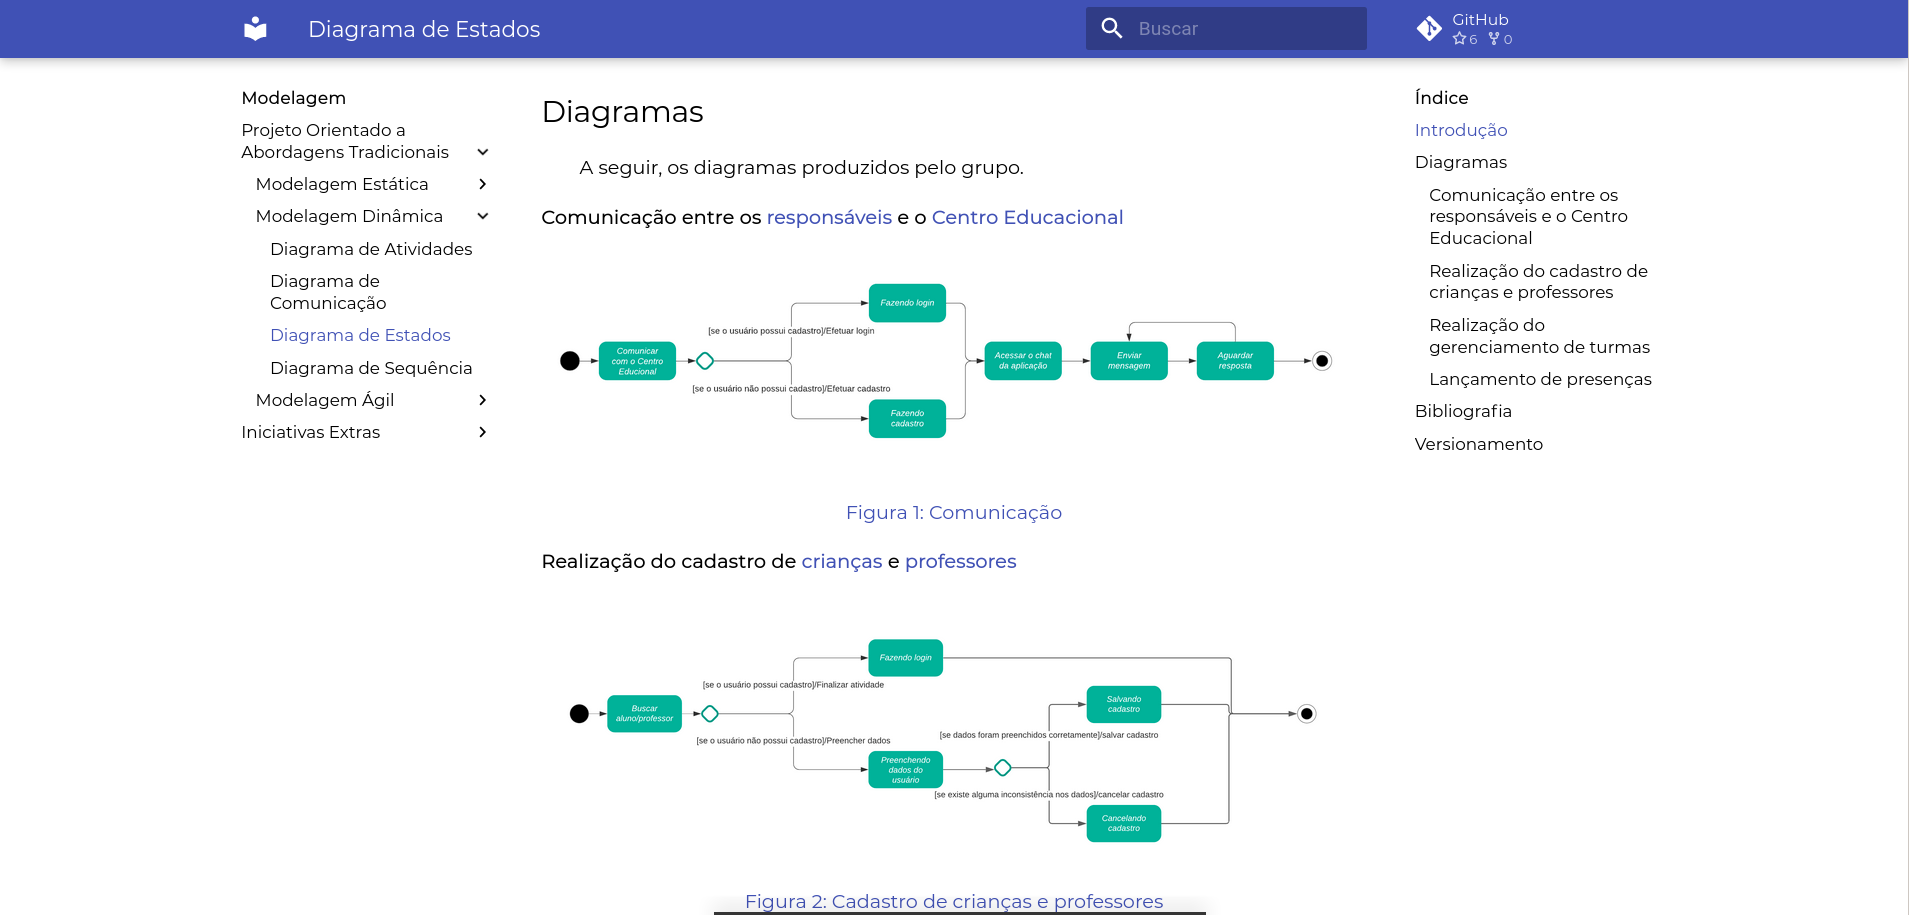 Diagrama de Estados
Buscar
GitHub
6 0
Modelagem
Projeto Orientado a
Abordagens Tradicionais
Modelagem Estática
Modelagem Dinâmica
Diagrama de Atividades
Diagrama de
Comunicação
Diagrama de Estados
Diagrama de Sequência
Modelagem Ágil
Iniciativas Extras
Diagramas
A seguir, os diagramas produzidos pelo grupo.
Comunicação entre os responsáveis e o Centro Educacional
Comunicar
com o Centro
Educional
[se o usuário possui cadastro]/Efetuar login
[se o usuário não possui cadastro]/Efetuar cadastro
Fazendo login
Fazendo
cadastro
Acessar o chat
da aplicação
Enviar
mensagem
Aguardar
resposta
Figura 1: Comunicação
Realização do cadastro de crianças e professores
Buscar
aluno/professor
[se o usuário possui cadastro]/Finalizar atividade
[se o usuário não possui cadastro]/Preencher dados
Fazendo login
Preenchendo
dados do
usuário
[se dados foram preenchidos corretamente]/salvar cadastro
[se existe alguma inconsistência nos dados]/cancelar cadastro
Salvando
cadastro
Cancelando
cadastro
Figura 2: Cadastro de crianças e professores
Índice
Introdução
Diagramas
Comunicação entre os
responsáveis e o Centro
Educacional
Realização do cadastro de
crianças e professores
Realização do
gerenciamento de turmas
Lançamento de presenças
Bibliografia
Versionamento